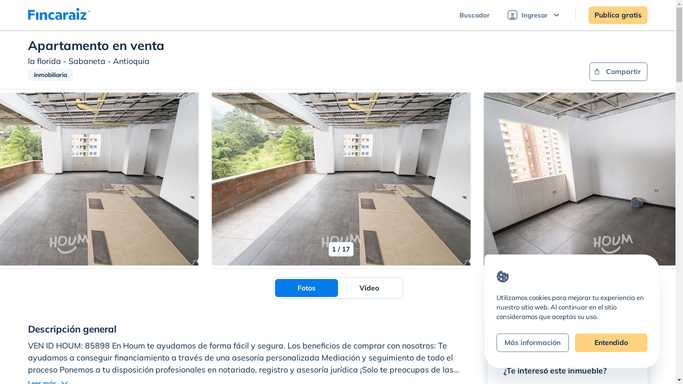 Fincaraiz
Buscador
Ingresar
Publica gratis
Apartamento en venta
la florida - Sabaneta - Antioquia
Inmobiliaria
Compartir
HOUM
HOUM
HOUM
1 / 17
Fotos
Video
Descripción general
VEN ID HOUM: 85898 En Houm te ayudamos de forma fácil y segura. Los beneficios de comprar con nosotros: Te
ayudamos a conseguir financiamiento a través de una asesoría personalizada Mediación y seguimiento de todo el
proceso Ponemos a tu disposición profesionales en notariado, registro y asesoría jurídica ¡Solo te preocupas de las...
Leer más
Utilizamos cookies para mejorar tu experiencia en
nuestro sitio web. Al continuar en el sitio
consideramos que aceptas su uso.
Más información
Entendido
¿Te interesó este inmueble?